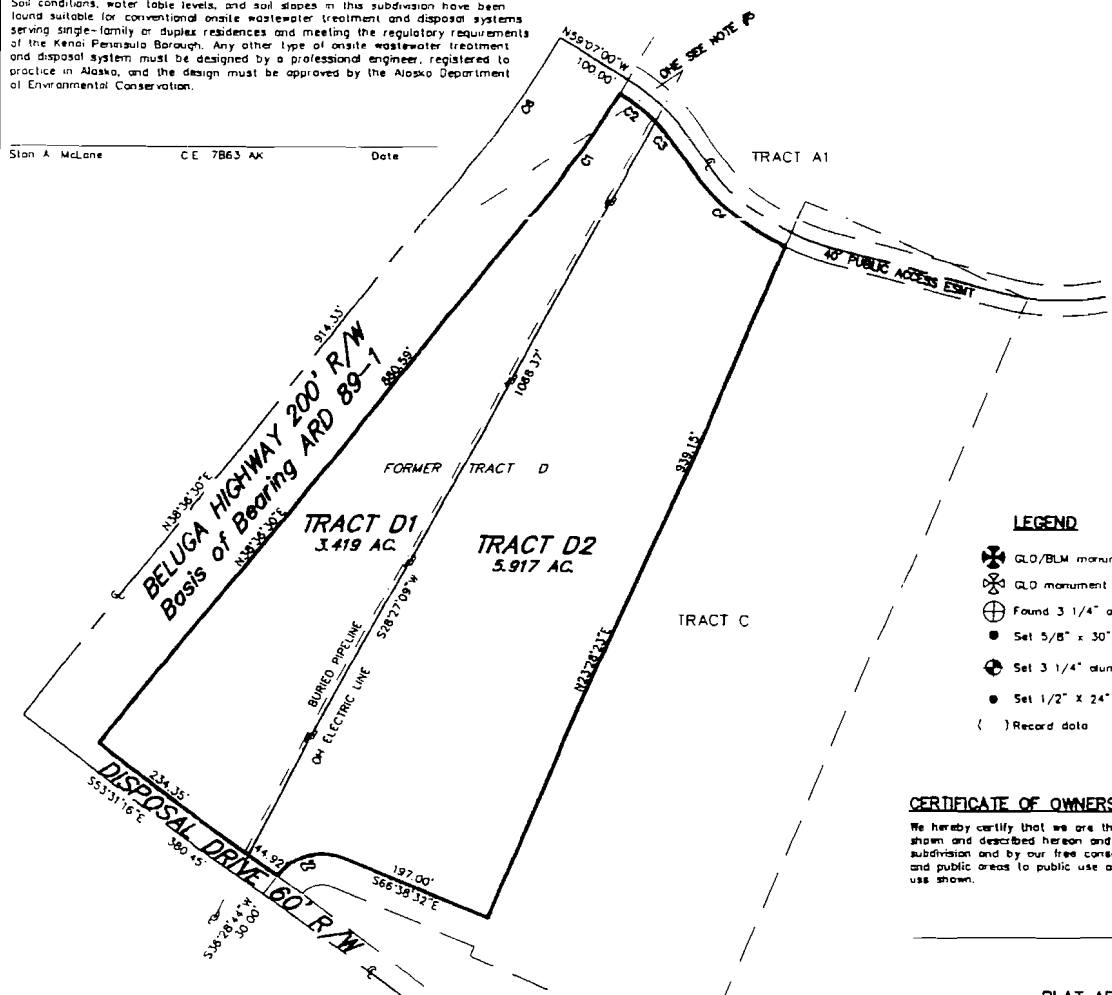 Soil conditions, water table levels, and soil slopes in this subdivision have been
found suitable for conventional onsite wastewater treatment and disposal systems
serving single-family or duplex residences and meeting the regulatory requirements
of the Kenai Peninsula Borough. Any other type of onsite wastewater treatment
and disposal system must be designed by a professional engineer, registered to
practice in Alaska, and the design must be approved by the Alaska Department
of Environmental Conservation.
Stan A McLane CE 7863 AK Date
N59°07'00"W
100.00'
ONE SEE NOTE #5
C2
C3
C1
TRACT A1
C4
40' PUBLIC ACCESS ESMT
914.33'
880.59'
1088.37'
BELUGA HIGHWAY 200' R/W
Basis of Bearing ARD 89-1
N38°36'30"E
N38°36'30"E
FORMER TRACT D
939.15'
TRACT D1
3.419 AC.
TRACT D2
5.917 AC.
S28°27'09"W
BURIED PIPELINE
OH ELECTRIC LINE
N23°28'23"E
TRACT C
234.35'
DISPOSAL DRIVE 60' R/W
S53°31'16"E
380.45'
44.92'
197.00'
S66°38'32"E
S36°28'44"W
30.00'
LEGEND
GLO/BLM
GLO monument
Found 3 1/4"
Set 5/8" x 30"
Set 3 1/4"
Set 1/2" X 24"
( ) Record data
CERTIFICATE OF OWNERS
We hereby certify that we are
shown and described hereon and
subdivision and by our free
and public areas to public use
use shown.